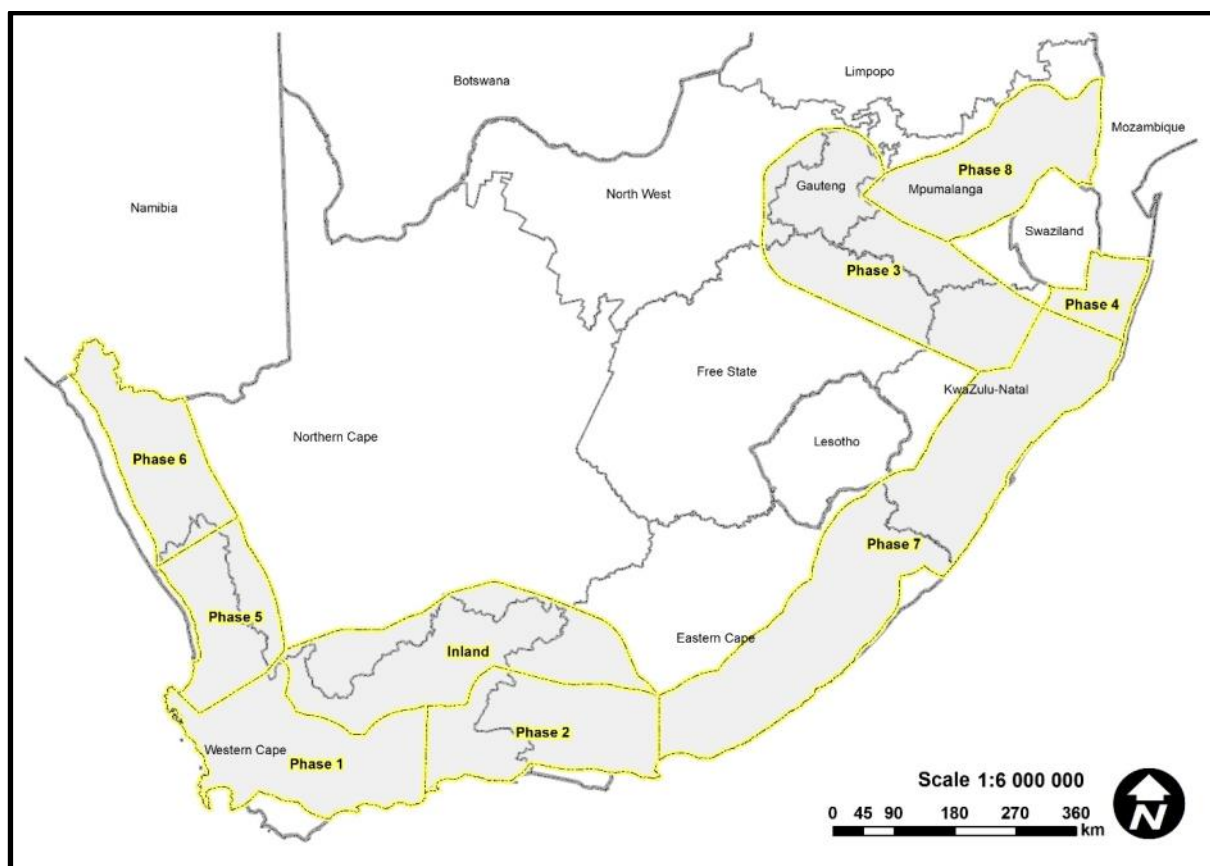 Limpopo
Botswana
Mozambique
Phase 8
Gauteng
Mpumalanga
North West
Namibia
Swaziland
Phase 3
Phase 4
Free State
KwaZulu-Natal
Northern Cape
Lesotho
Phase 6
Phase 7
Phase 5
Eastern Cape
Inland
Phase 2
Western Cape
Phase 1
Scale 1:6 000 000
0 45 90 180 270 360
km
N